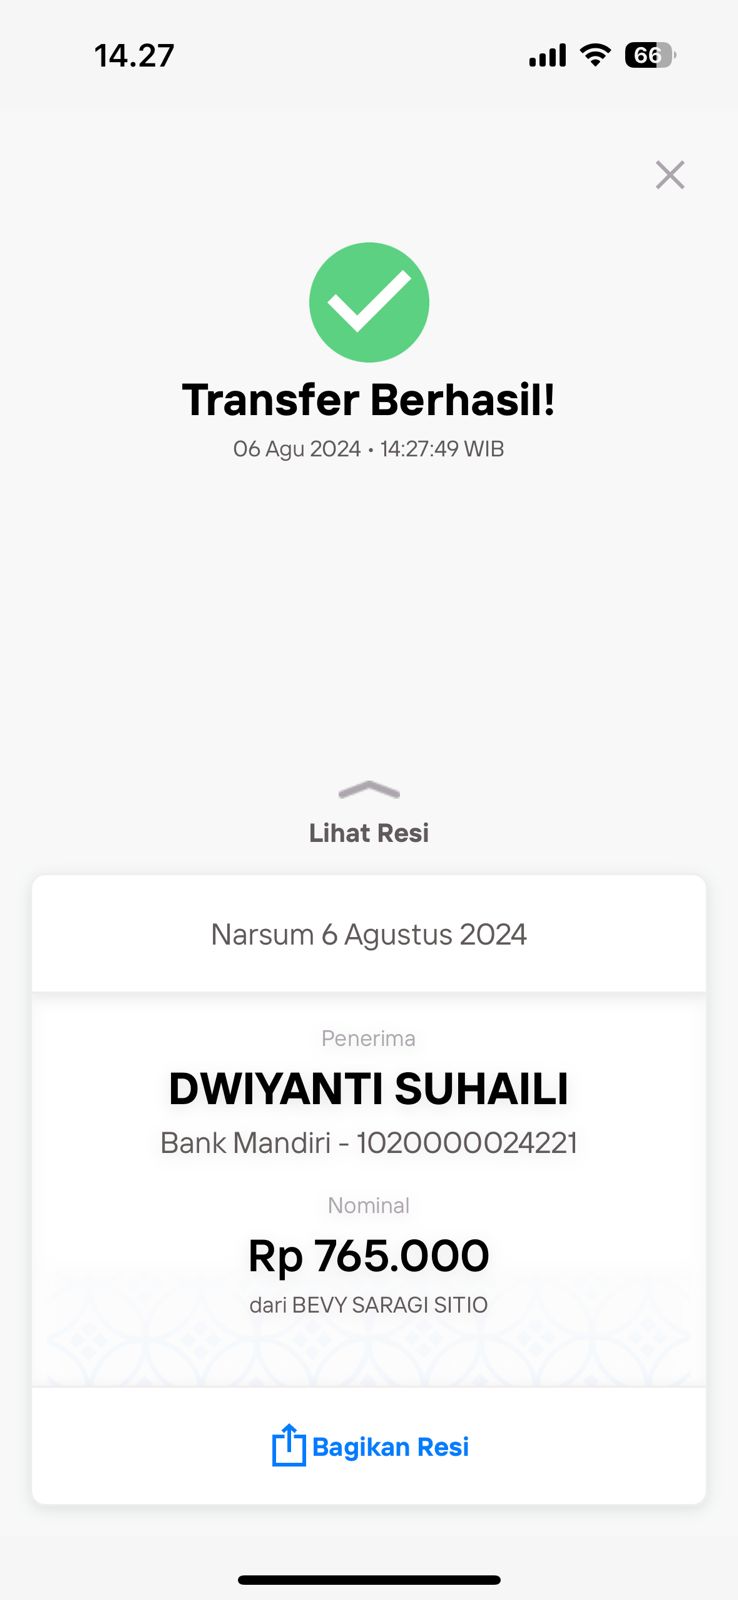 14.27
66
Transfer Berhasil!
06 Agu 2024 • 14:27:49 WIB
Lihat Resi
Narsum 6 Agustus 2024
Penerima
DWIYANTI SUHAILI
Bank Mandiri - 1020000024221
Nominal
Rp 765.000
dari BEVY SARAGI SITIO
Bagikan Resi